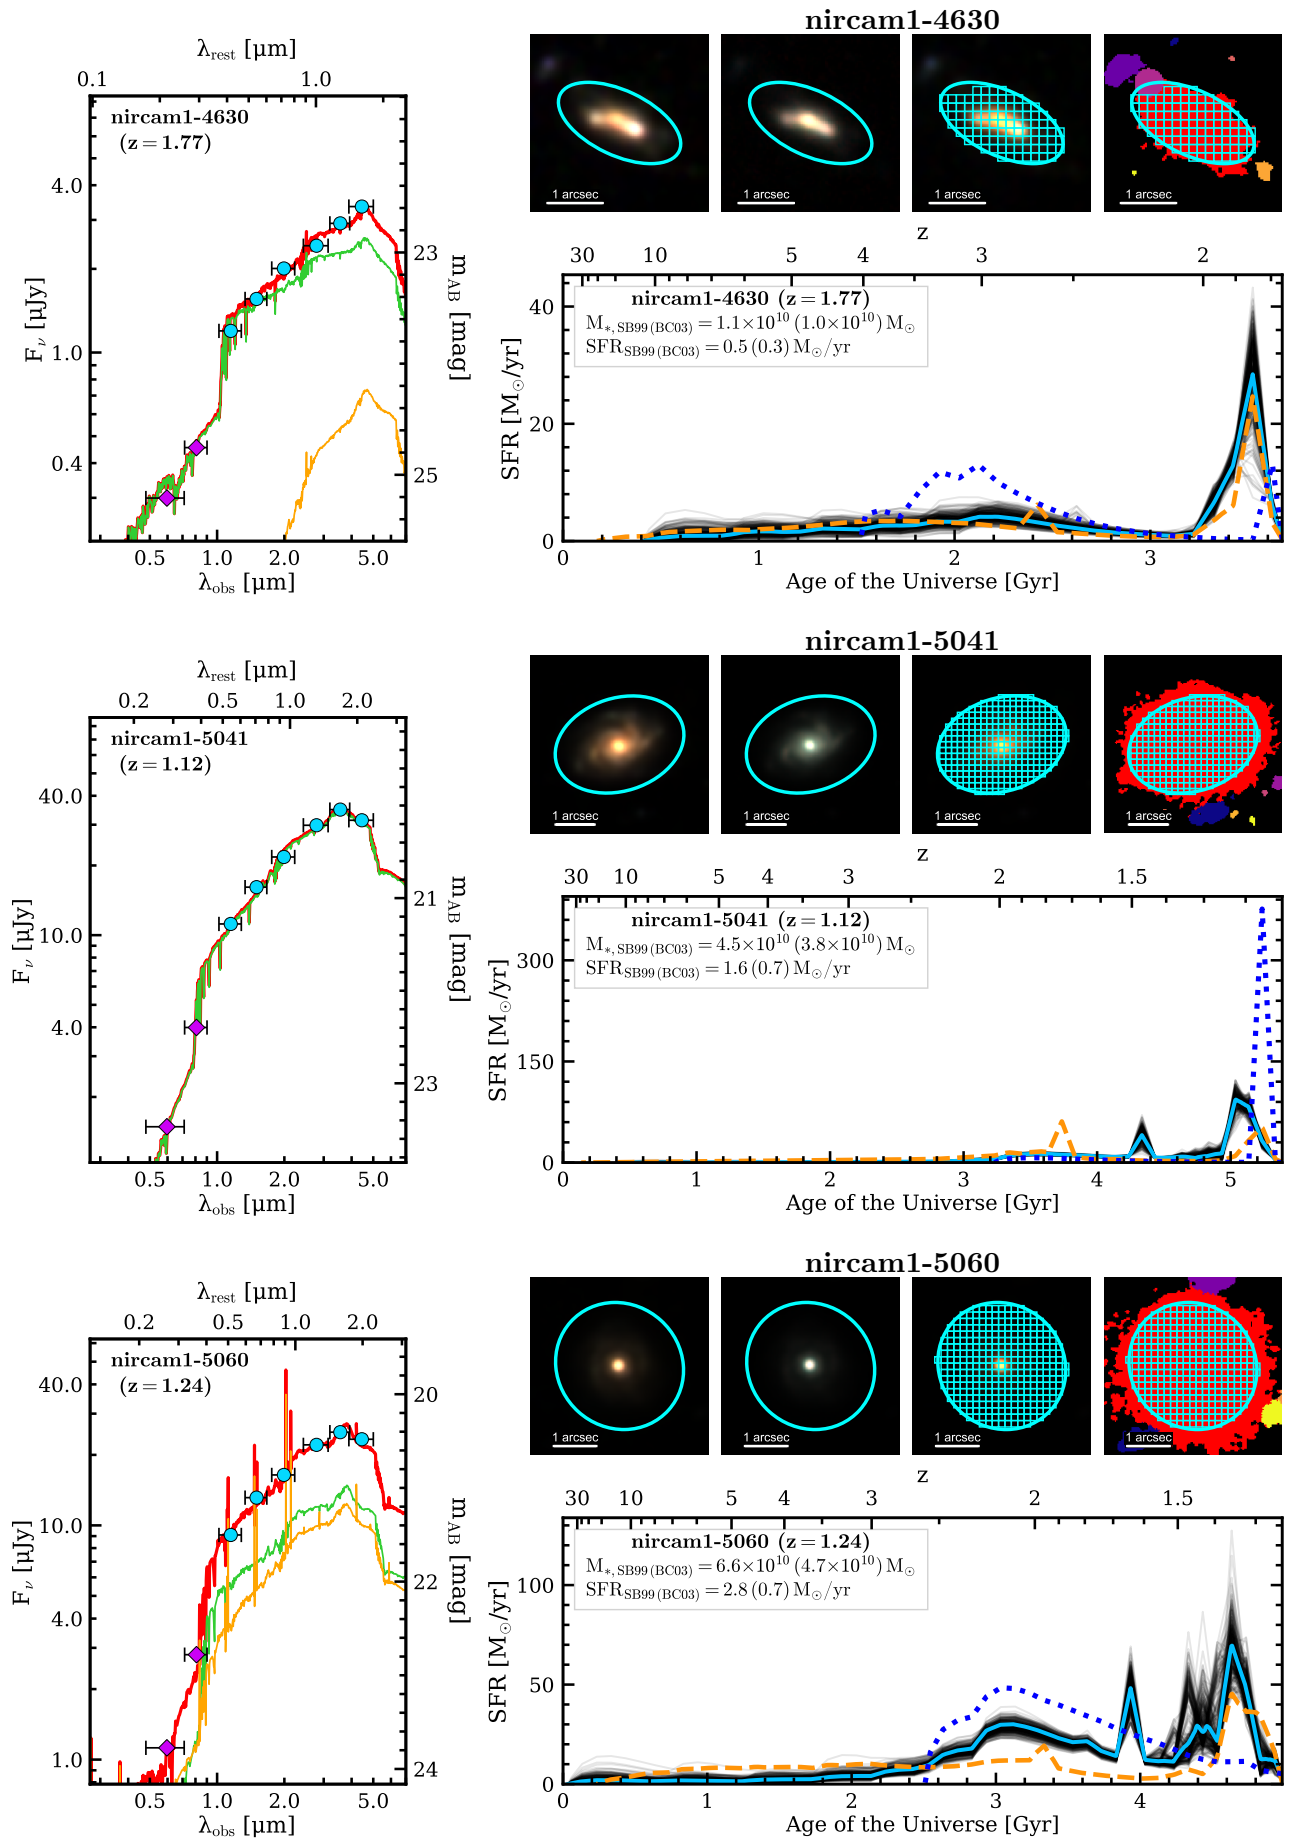 nircam1-4630
λrest [µm]
0.1 1.0
nircam1-4630
(z = 1.77)
4.0
1.0
0.4
Fν [µJy]
23
25
mAB [mag]
0.5 1.0 2.0 5.0
λobs [µm]
1 arcsec 1 arcsec 1 arcsec 1 arcsec
z
30 10 5 4 3 2
nircam1-4630 (z = 1.77)
M*,SB99(BC03) = 1.1×10^10 (1.0×10^10) M⊙
SFRSB99(BC03) = 0.5 (0.3) M⊙/yr
40
20
0
SFR [M⊙/yr]
0 1 2 3
Age of the Universe [Gyr]
nircam1-5041
λrest [µm]
0.2 0.5 1.0 2.0
nircam1-5041
(z = 1.12)
40.0
10.0
4.0
Fν [µJy]
21
23
mAB [mag]
0.5 1.0 2.0 5.0
λobs [µm]
1 arcsec 1 arcsec 1 arcsec 1 arcsec
z
30 10 5 4 3 2 1.5
nircam1-5041 (z = 1.12)
M*,SB99(BC03) = 4.5×10^10 (3.8×10^10) M⊙
SFRSB99(BC03) = 1.6 (0.7) M⊙/yr
300
150
0
SFR [M⊙/yr]
0 1 2 3 4 5
Age of the Universe [Gyr]
nircam1-5060
λrest [µm]
0.2 0.5 1.0 2.0
nircam1-5060
(z = 1.24)
40.0
10.0
4.0
1.0
Fν [µJy]
20
22
24
mAB [mag]
0.5 1.0 2.0 5.0
λobs [µm]
1 arcsec 1 arcsec 1 arcsec 1 arcsec
z
30 10 5 4 3 2 1.5
nircam1-5060 (z = 1.24)
M*,SB99(BC03) = 6.6×10^10 (4.7×10^10) M⊙
SFRSB99(BC03) = 2.8 (0.7) M⊙/yr
100
50
0
SFR [M⊙/yr]
0 1 2 3 4
Age of the Universe [Gyr]